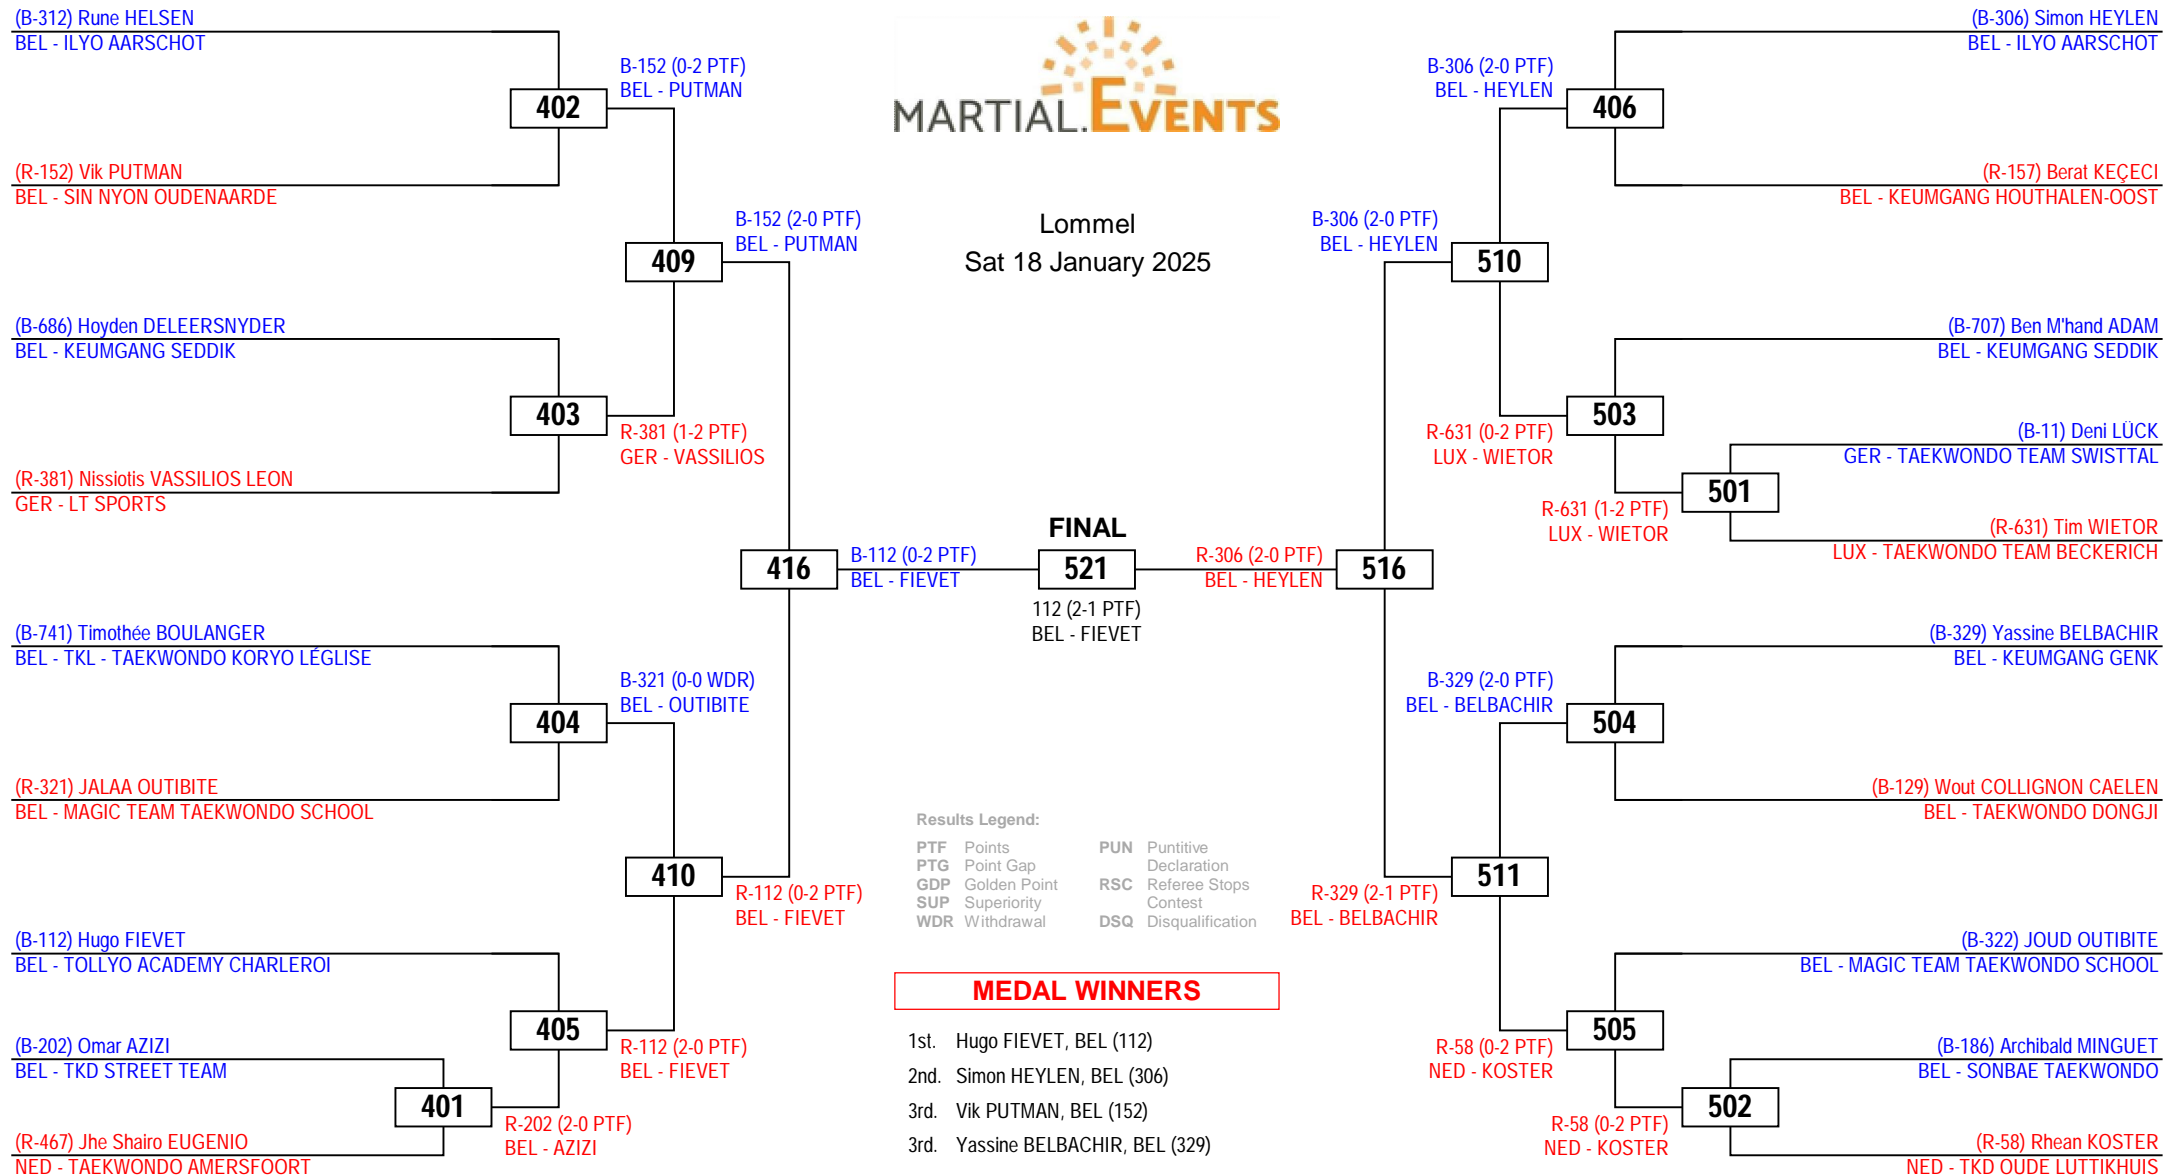 (B-312) Rune HELSEN
BEL - ILYO AARSCHOT
B-152 (0-2 PTF)
BEL - PUTMAN
402
(R-152) Vik PUTMAN
BEL - SIN NYON OUDENAARDE
B-152 (2-0 PTF)
BEL - PUTMAN
409
(B-686) Hoyden DELEERSNYDER
BEL - KEUMGANG SEDDIK
403
R-381 (1-2 PTF)
GER - VASSILIOS
(R-381) Nissiotis VASSILIOS LEON
GER - LT SPORTS
416
B-112 (0-2 PTF)
BEL - FIEVET
(B-741) Timothée BOULANGER
BEL - TKL - TAEKWONDO KORYO LÉGLISE
B-321 (0-0 WDR)
BEL - OUTIBITE
404
(R-321) JALAA OUTIBITE
BEL - MAGIC TEAM TAEKWONDO SCHOOL
410
R-112 (0-2 PTF)
BEL - FIEVET
(B-112) Hugo FIEVET
BEL - TOLLYO ACADEMY CHARLEROI
405
R-112 (2-0 PTF)
BEL - FIEVET
(B-202) Omar AZIZI
BEL - TKD STREET TEAM
401
R-202 (2-0 PTF)
BEL - AZIZI
(R-467) Jhe Shairo EUGENIO
NED - TAEKWONDO AMERSFOORT
MARTIAL.EVENTS
Lommel
Sat 18 January 2025
FINAL
521
112 (2-1 PTF)
BEL - FIEVET
Results Legend:
PTF Points
PTG Point Gap
GDP Golden Point
SUP Superiority
WDR Withdrawal
PUN Puntitive
Declaration
RSC Referee Stops
Contest
DSQ Disqualification
MEDAL WINNERS
1st. Hugo FIEVET, BEL (112)
2nd. Simon HEYLEN, BEL (306)
3rd. Vik PUTMAN, BEL (152)
3rd. Yassine BELBACHIR, BEL (329)
(B-306) Simon HEYLEN
BEL - ILYO AARSCHOT
B-306 (2-0 PTF)
BEL - HEYLEN
406
(R-157) Berat KEÇECI
BEL - KEUMGANG HOUTHALEN-OOST
B-306 (2-0 PTF)
BEL - HEYLEN
510
(B-707) Ben M'hand ADAM
BEL - KEUMGANG SEDDIK
503
R-631 (0-2 PTF)
LUX - WIETOR
(B-11) Deni LÜCK
GER - TAEKWONDO TEAM SWISTTAL
501
R-631 (1-2 PTF)
LUX - WIETOR
(R-631) Tim WIETOR
LUX - TAEKWONDO TEAM BECKERICH
R-306 (2-0 PTF)
BEL - HEYLEN
516
(B-329) Yassine BELBACHIR
BEL - KEUMGANG GENK
B-329 (2-0 PTF)
BEL - BELBACHIR
504
(B-129) Wout COLLIGNON CAELEN
BEL - TAEKWONDO DONGJI
511
R-329 (2-1 PTF)
BEL - BELBACHIR
(B-322) JOUD OUTIBITE
BEL - MAGIC TEAM TAEKWONDO SCHOOL
505
R-58 (0-2 PTF)
NED - KOSTER
(B-186) Archibald MINGUET
BEL - SONBAE TAEKWONDO
502
R-58 (0-2 PTF)
NED - KOSTER
(R-58) Rhean KOSTER
NED - TKD OUDE LUTTIKHUIS